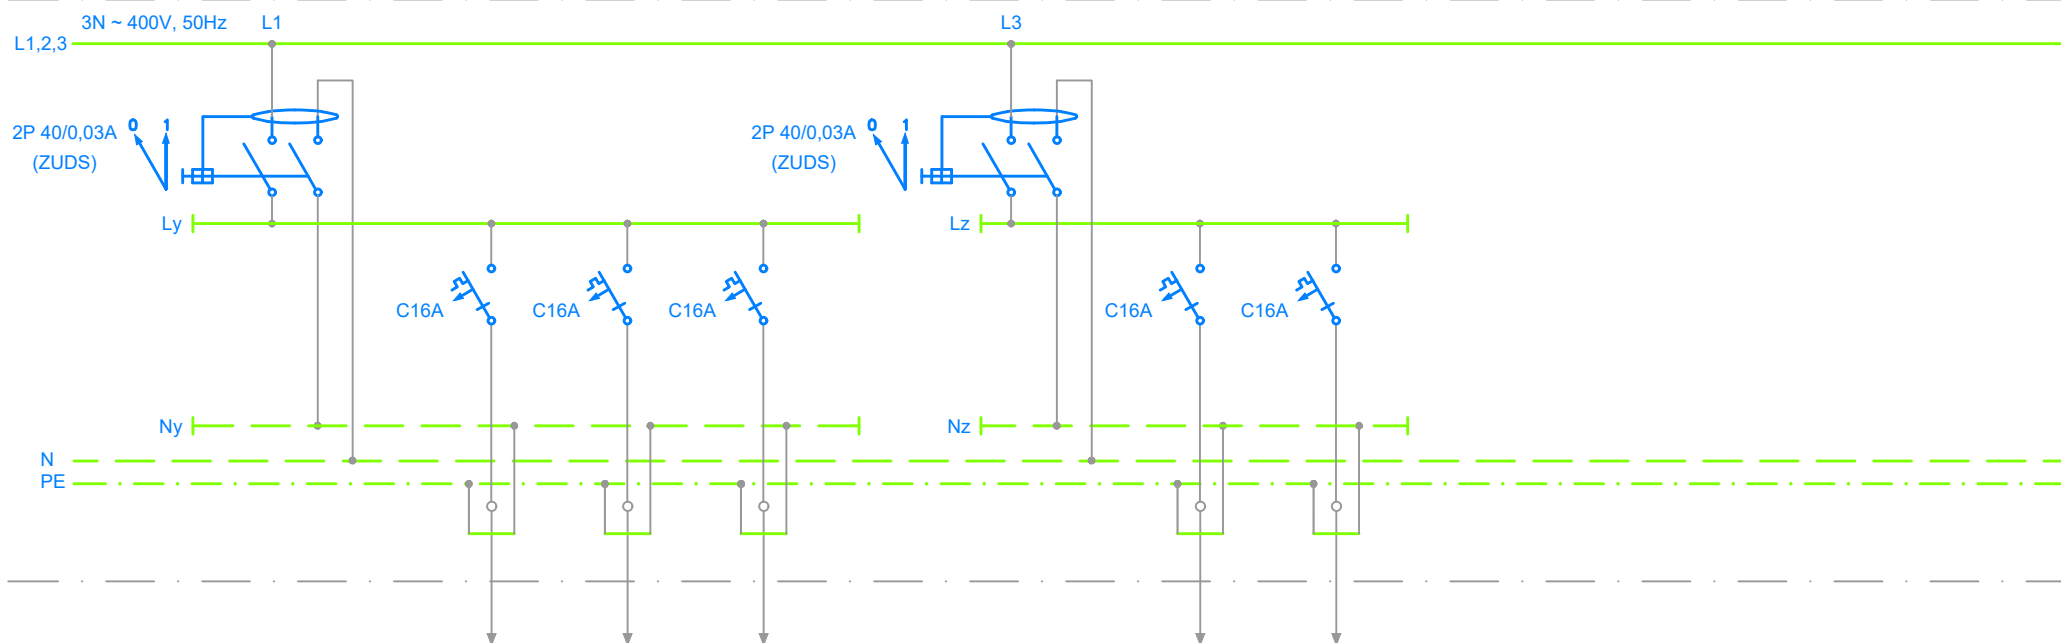 3N ~ 400V, 50Hz L1 L3
L1,2,3
0 1 0 1
2P 40/0,03A 2P 40/0,03A
(ZUDS) (ZUDS)
Ly Lz
C16A C16A C16A C16A C16A
Ny Nz
N
PE